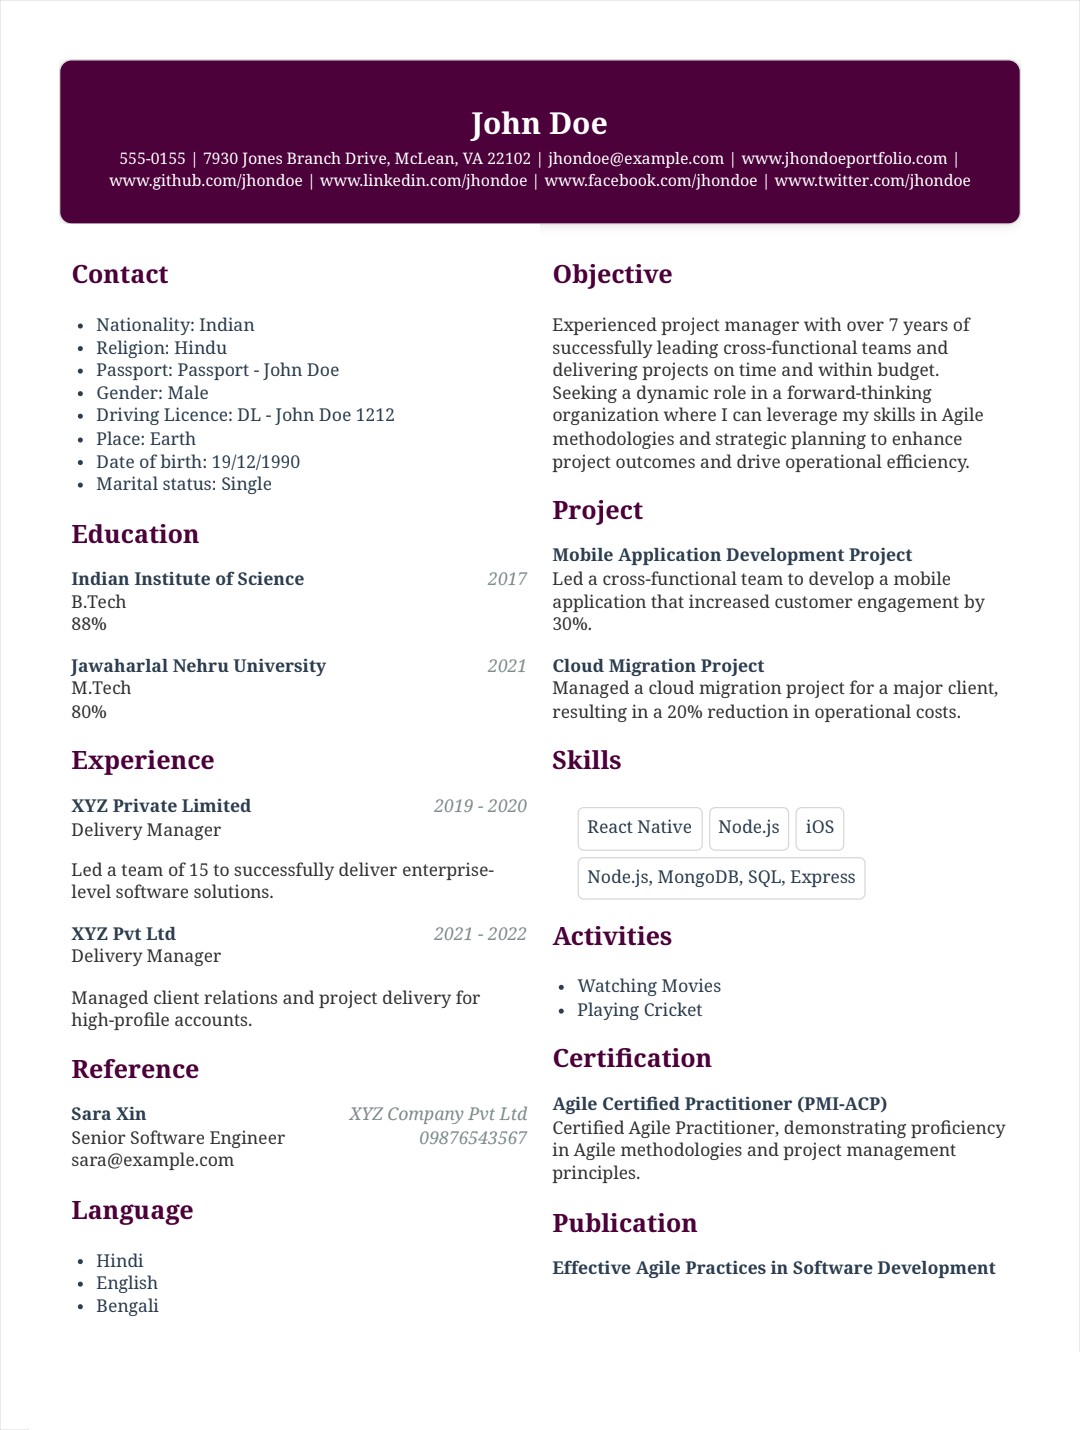 John Doe
555-0155 | 7930 Jones Branch Drive, McLean, VA 22102 | jhondoe@example.com | www.jhondoeportfolio.com |
www.github.com/jhondoe | www.linkedin.com/jhondoe | www.facebook.com/jhondoe | www.twitter.com/jhondoe
Contact
• Nationality: Indian
• Religion: Hindu
• Passport: Passport - John Doe
• Gender: Male
• Driving Licence: DL - John Doe 1212
• Place: Earth
• Date of birth: 19/12/1990
• Marital status: Single
Education
Indian Institute of Science 2017
B.Tech
88%
Jawaharlal Nehru University 2021
M.Tech
80%
Experience
XYZ Private Limited 2019 - 2020
Delivery Manager
Led a team of 15 to successfully deliver enterprise-
level software solutions.
XYZ Pvt Ltd 2021 - 2022
Delivery Manager
Managed client relations and project delivery for
high-profile accounts.
Reference
Sara Xin XYZ Company Pvt Ltd
Senior Software Engineer 09876543567
sara@example.com
Language
• Hindi
• English
• Bengali
Objective
Experienced project manager with over 7 years of
successfully leading cross-functional teams and
delivering projects on time and within budget.
Seeking a dynamic role in a forward-thinking
organization where I can leverage my skills in Agile
methodologies and strategic planning to enhance
project outcomes and drive operational efficiency.
Project
Mobile Application Development Project
Led a cross-functional team to develop a mobile
application that increased customer engagement by
30%.
Cloud Migration Project
Managed a cloud migration project for a major client,
resulting in a 20% reduction in operational costs.
Skills
React Native Node.js iOS
Node.js, MongoDB, SQL, Express
Activities
• Watching Movies
• Playing Cricket
Certification
Agile Certified Practitioner (PMI-ACP)
Certified Agile Practitioner, demonstrating proficiency
in Agile methodologies and project management
principles.
Publication
Effective Agile Practices in Software Development